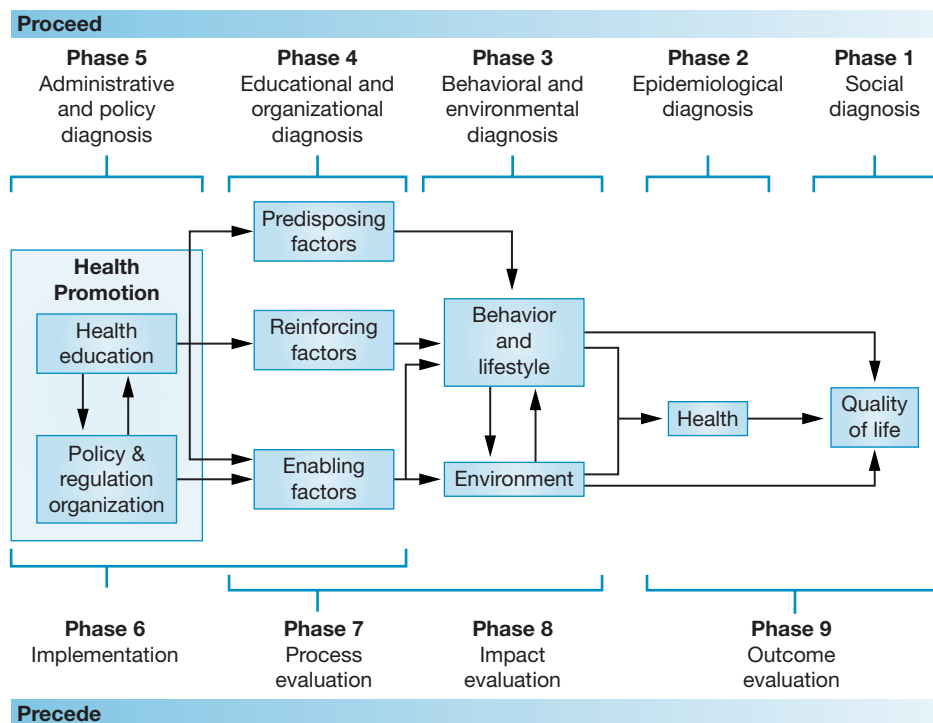 Proceed
Phase 5
Administrative
and policy
diagnosis
Phase 4
Educational and
organizational
diagnosis
Phase 3
Behavioral and
environmental
diagnosis
Phase 2
Epidemiological
diagnosis
Phase 1
Social
diagnosis
Health
Promotion
Health
education
Policy &
regulation
organization
Predisposing
factors
Reinforcing
factors
Enabling
factors
Behavior
and
lifestyle
Environment
Health
Quality
of life
Phase 6
Implementation
Phase 7
Process
evaluation
Phase 8
Impact
evaluation
Phase 9
Outcome
evaluation
Precede